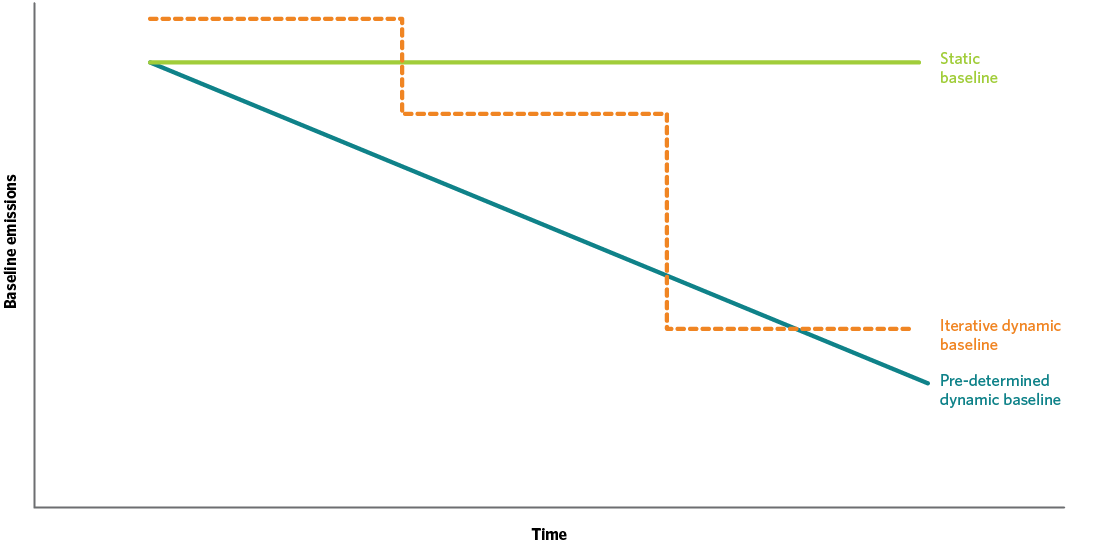 Static
baseline
Baseline emissions
Iterative dynamic
baseline
Pre-determined
dynamic baseline
Time